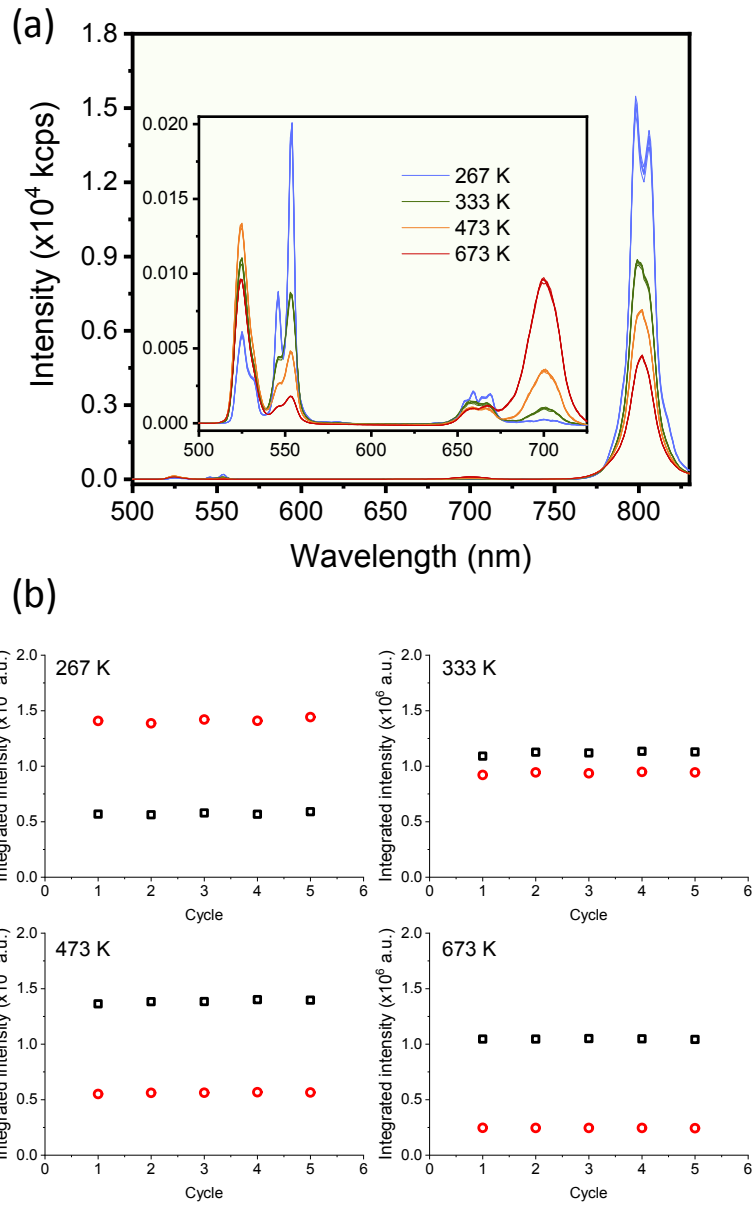 (a)
1.8
1.5
1.2
0.9
0.6
0.3
0.0
Intensity (x10⁴ kcps)
0.020
0.015
0.010
0.005
0.000
267 K
333 K
473 K
673 K
500 550 600 650 700
500 550 600 650 700 750 800
Wavelength (nm)
(b)
2.0
1.5
1.0
0.5
0.0
Integrated intensity (x10 a.u.)
267 K
0 1 2 3 4 5 6
Cycle
2.0
1.5
1.0
0.5
0.0
Integrated intensity (x10⁶ a.u.)
333 K
0 1 2 3 4 5 6
Cycle
2.0
1.5
1.0
0.5
0.0
Integrated intensity (x10 a.u.)
473 K
0 1 2 3 4 5 6
Cycle
2.0
1.5
1.0
0.5
0.0
Integrated intensity (x10⁶ a.u.)
673 K
0 1 2 3 4 5 6
Cycle